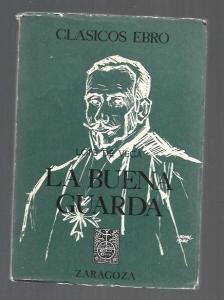 CLASICOS EBRO
LOPE DE VEGA
LA BUENA
GUARDA
ZARAGOZA